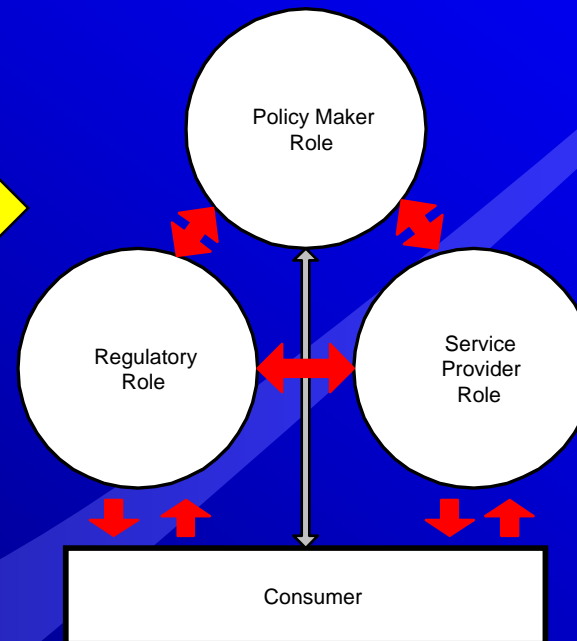 Policy Maker
Role
Regulatory
Role
Service
Provider
Role
Consumer